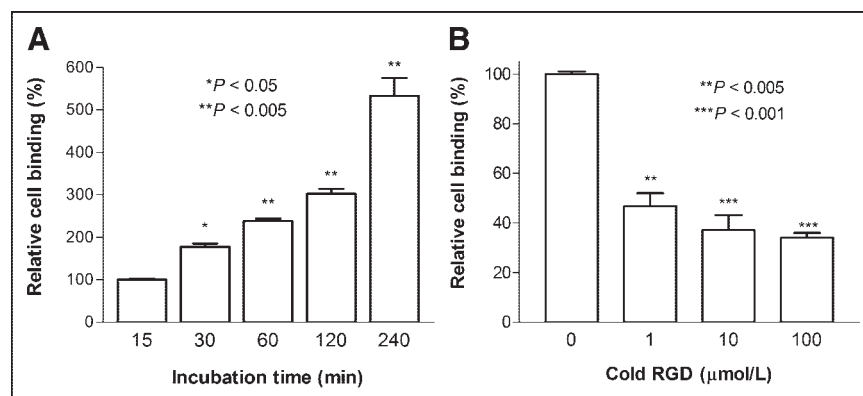 A
Relative cell binding (%)
600
500
400
300
200
100
0
*P < 0.05
**P < 0.005
*
**
**
**
15 30 60 120 240
Incubation time (min)
B
Relative cell binding (%)
100
80
60
40
20
0
**P < 0.005
***P < 0.001
**
***
***
0 1 10 100
Cold RGD (μmol/L)